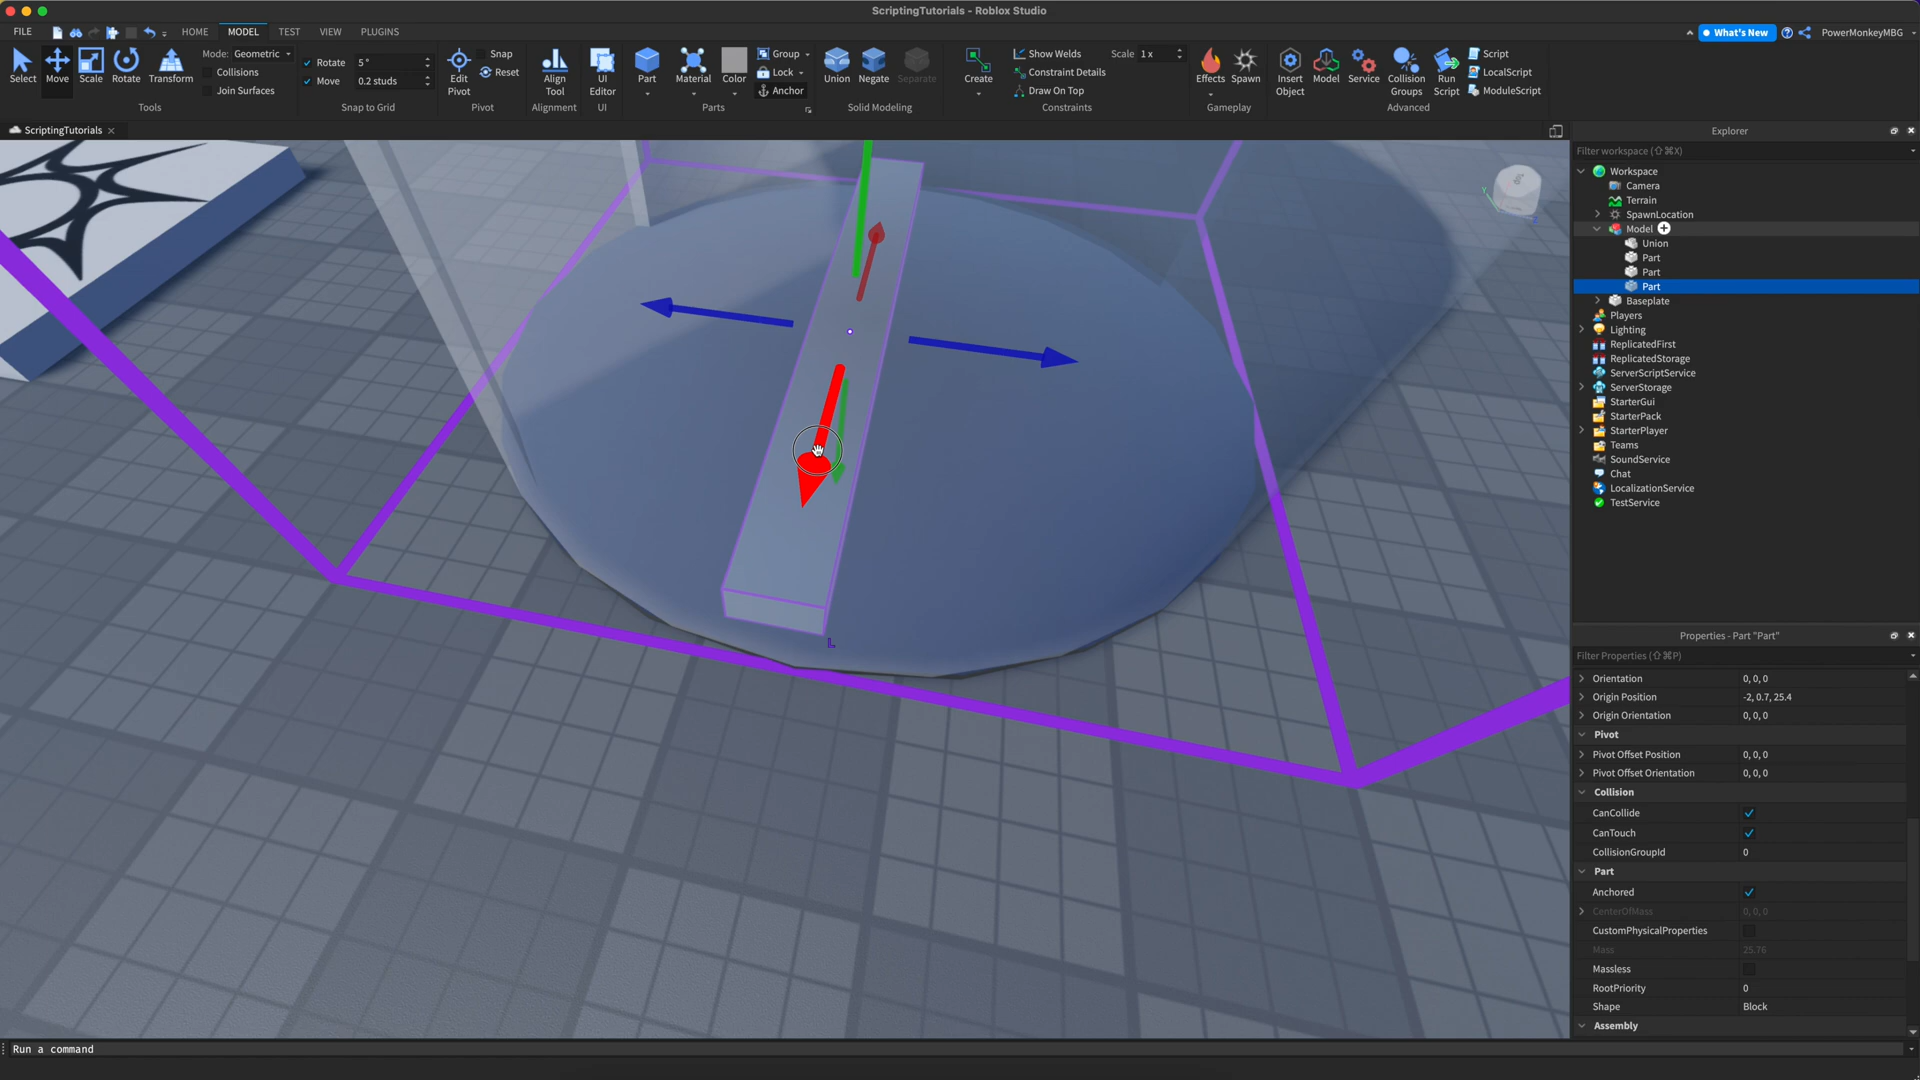 ScriptingTutorials - Roblox Studio
FILE HOME MODEL TEST VIEW PLUGINS What's New PowerMonkeyMBG
Select Move Scale Rotate Transform
Mode: Geometric
Collisions
Join Surfaces
Tools
Rotate 5 °
Move 0.2 studs
Snap to Grid
Edit Pivot
Snap
Reset
Pivot
Align Tool
Alignment
UI Editor
UI
Part Material Color
Group
Lock
Anchor
Parts
Union Negate Separate
Solid Modeling
Create
Show Welds
Constraint Details
Draw On Top
Scale 1 x
Constraints
Effects Spawn
Gameplay
Insert Object Model Service Collision Groups Run Script
Script
LocalScript
ModuleScript
Advanced
ScriptingTutorials
Explorer
Filter workspace (⇧⌘X)
Workspace
Camera
Terrain
SpawnLocation
Model
Union
Part
Part
Part
Baseplate
Players
Lighting
ReplicatedFirst
ReplicatedStorage
ServerScriptService
ServerStorage
StarterGui
StarterPack
StarterPlayer
Teams
SoundService
Chat
LocalizationService
TestService
Properties - Part "Part"
Filter Properties (⇧⌘P)
Orientation 0, 0, 0
Origin Position -2, 0.7, 25.4
Origin Orientation 0, 0, 0
Pivot
Pivot Offset Position 0, 0, 0
Pivot Offset Orientation 0, 0, 0
Collision
CanCollide
CanTouch
CollisionGroupId 0
Part
Anchored
CenterOfMass 0, 0, 0
CustomPhysicalProperties
Mass 25.76
Massless
RootPriority 0
Shape Block
Assembly
Run a command